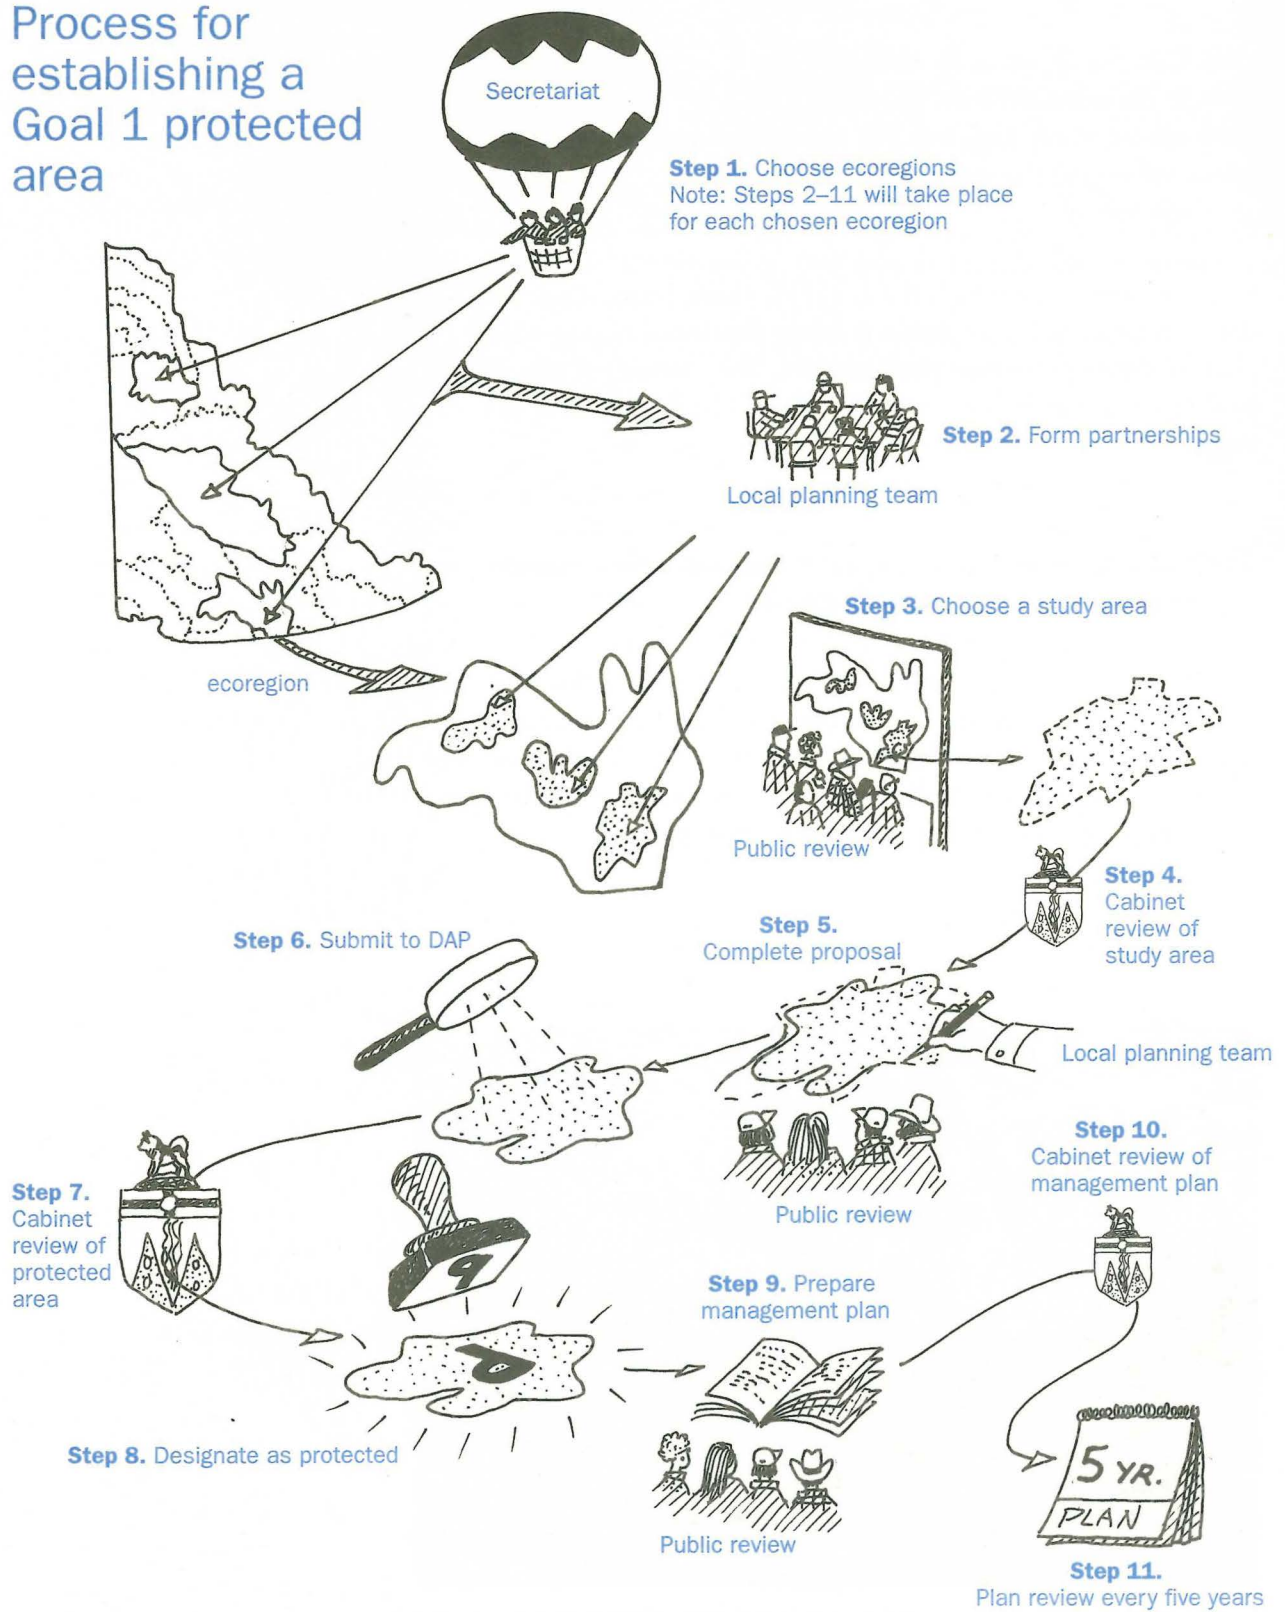 Process for
establishing a
Goal 1 protected
area
Secretariat
Step 1. Choose ecoregions
Note: Steps 2–11 will take place
for each chosen ecoregion
Step 2. Form partnerships
Local planning team
Step 3. Choose a study area
ecoregion
Public review
Step 4.
Cabinet
review of
study area
Step 5.
Complete proposal
Step 6. Submit to DAP
Local planning team
Public review
Step 7.
Cabinet
review of
protected
area
Step 8. Designate as protected
Step 9. Prepare
management plan
Public review
Step 10.
Cabinet review of
management plan
5 YR.
PLAN
Step 11.
Plan review every five years